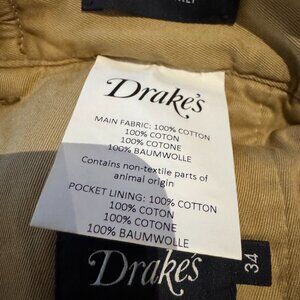 Drake's
MAIN FABRIC: 100% COTTON
100% COTON
100% COTONE
100% BAUMWOLLE
Contains non-textile parts of
animal origin
POCKET LINING: 100% COTTON
100% COTON
100% COTONE
100% BAUMWOLLE
Drake's
34